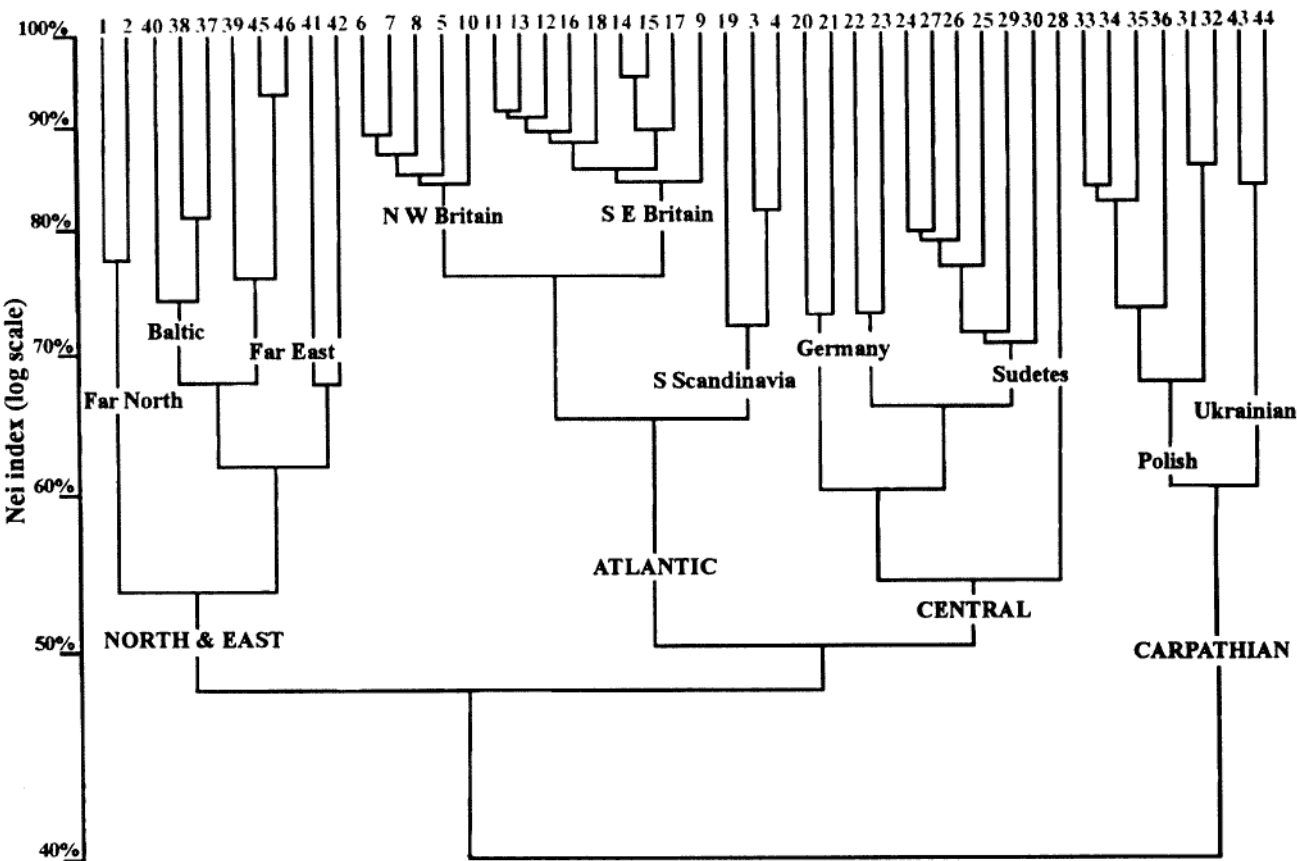 1 2 40 38 37 39 45 46 41 42 6 7 8 5 10 11 13 12 16 18 14 15 17 9 19 3 4 20 21 22 23 24 27 26 25 29 30 28 33 34 35 36 31 32 43 44
100%
90%
80%
70%
60%
50%
40%
Nei index (log scale)
N W Britain
S E Britain
Baltic
Far East
Germany
S Scandinavia
Sudetes
Far North
Ukrainian
Polish
ATLANTIC
CENTRAL
NORTH & EAST
CARPATHIAN